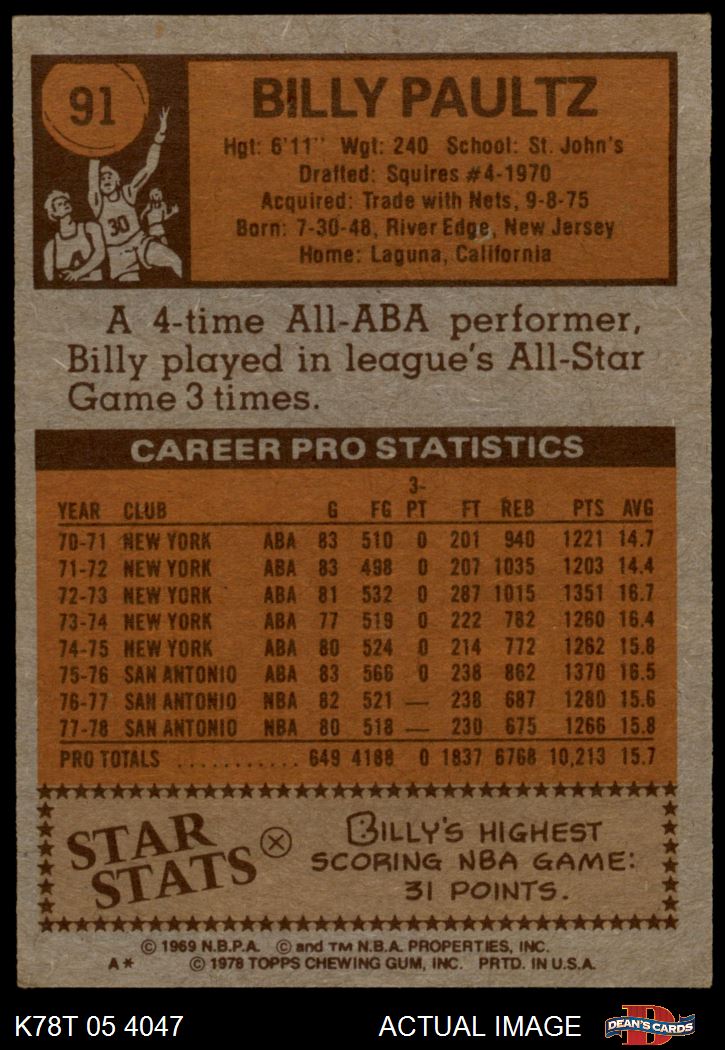 91
BILLY PAULTZ
Hgt: 6'11" Wgt: 240 School: St. John's
Drafted: Squires #4-1970
Acquired: Trade with Nets, 9-8-75
Born: 7-30-48, River Edge, New Jersey
Home: Laguna, California
30
A 4-time All-ABA performer,
Billy played in league's All-Star
Game 3 times.
CAREER PRO STATISTICS
YEAR CLUB G FG 3-PT FT REB PTS AVG
70-71 NEW YORK ABA 83 510 0 201 940 1221 14.7
71-72 NEW YORK ABA 83 498 0 207 1035 1203 14.4
72-73 NEW YORK ABA 81 532 0 287 1015 1351 16.7
73-74 NEW YORK ABA 77 519 0 222 782 1260 16.4
74-75 NEW YORK ABA 80 524 0 214 772 1262 15.8
75-76 SAN ANTONIO ABA 83 566 0 238 862 1370 16.5
76-77 SAN ANTONIO NBA 82 521 — 238 687 1280 15.6
77-78 SAN ANTONIO NBA 80 518 — 230 675 1266 15.8
PRO TOTALS ........... 649 4188 0 1837 6768 10,213 15.7
STAR
STATS
BILLY'S HIGHEST
SCORING NBA GAME:
31 POINTS.
© 1969 N.B.P.A. © and TM N.B.A. PROPERTIES, INC.
A* © 1978 TOPPS CHEWING GUM, INC. PRTD. IN U.S.A.
K78T 05 4047 ACTUAL IMAGE
D
DEAN'S CARDS